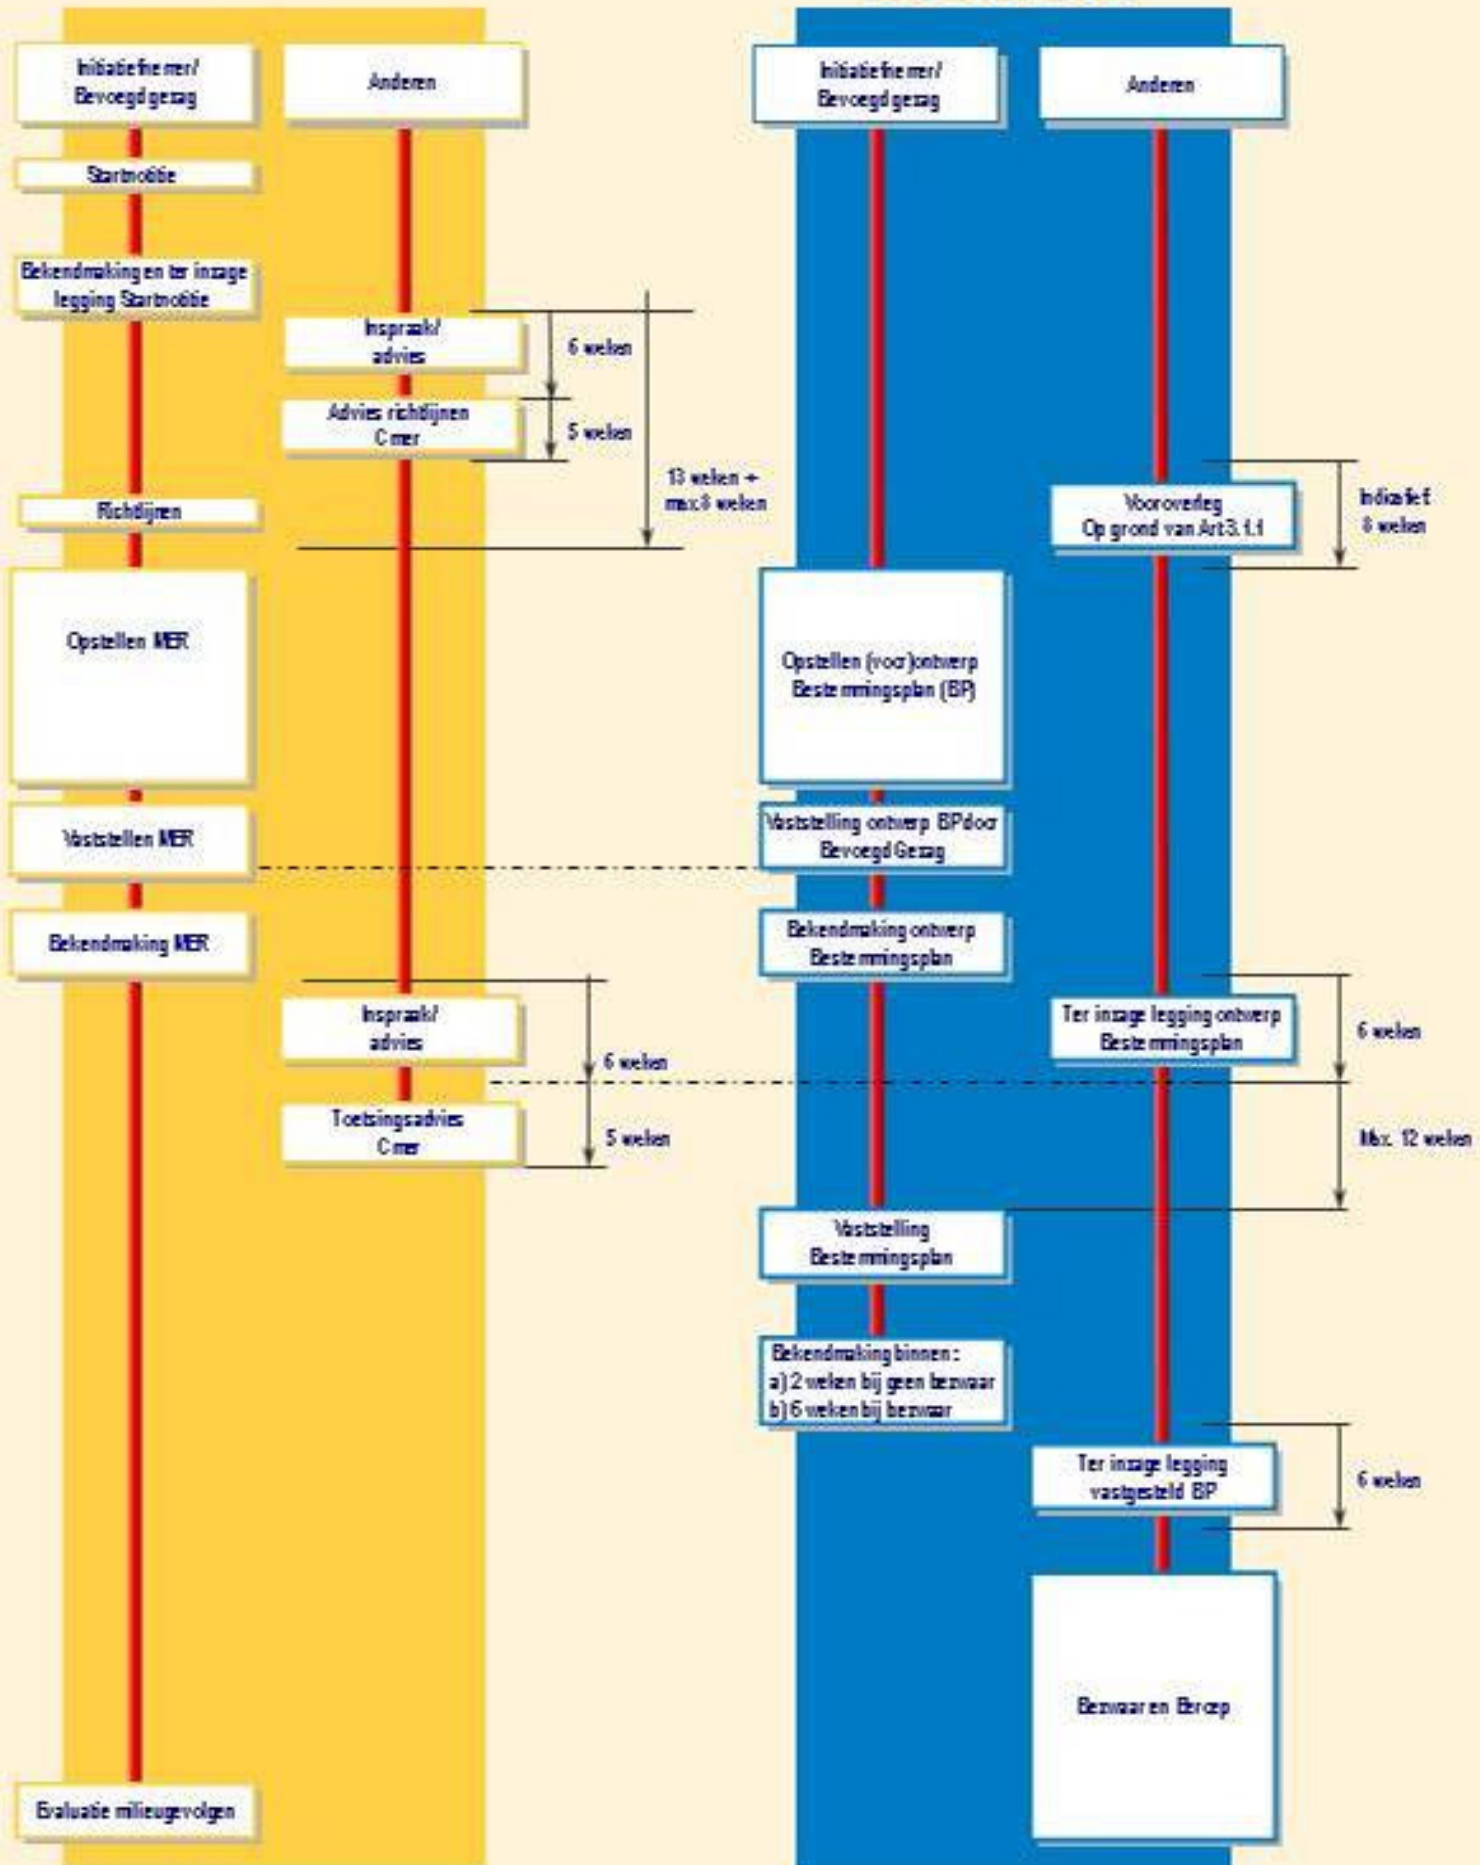 Initiatiefnemer/
Bevoegd gezag
Anderen
Startnotitie
Bekendmaking en ter inzage
legging Startnotitie
Inspraak/
advies
6 weken
Advies richtlijnen
Cmer
5 weken
13 weken +
max.8 weken
Richtlijnen
Opstellen MER
Vaststellen MER
Bekendmaking MER
Inspraak/
advies
6 weken
Toetsingsadvies
Cmer
5 weken
Evaluatie milieugevolgen
Initiatiefnemer/
Bevoegd gezag
Anderen
Vooroverleg
Op grond van Art 3.1.1
Indicatief
8 weken
Opstellen (voor)ontwerp
Bestemmingsplan (BP)
Vaststelling ontwerp BP door
Bevoegd Gezag
Bekendmaking ontwerp
Bestemmingsplan
Ter inzage legging ontwerp
Bestemmingsplan
6 weken
Max. 12 weken
Vaststelling
Bestemmingsplan
Bekendmaking binnen:
a) 2 weken bij geen bezwaar
b) 6 weken bij bezwaar
Ter inzage legging
vastgesteld BP
6 weken
Bezwaar en Beroep